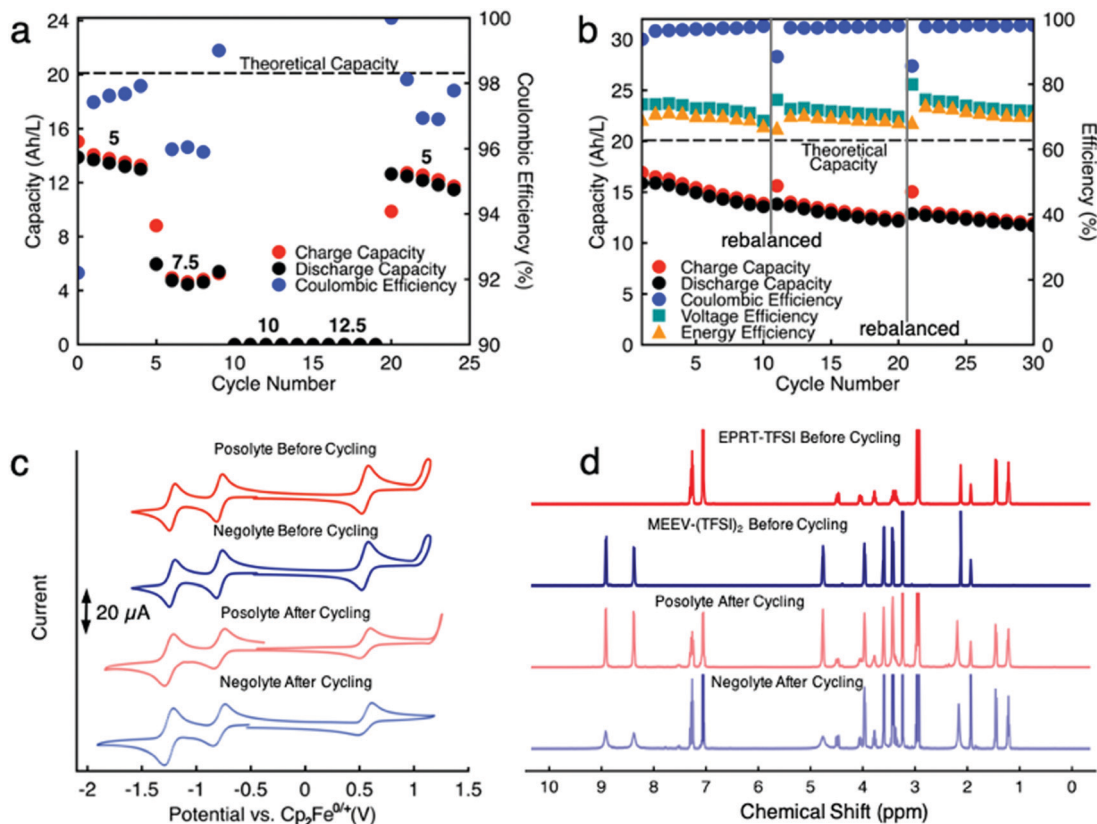 a
24
20
16
12
8
4
0
Capacity (Ah/L)
Theoretical Capacity
5
7.5
10
12.5
5
Charge Capacity
Discharge Capacity
Coulombic Efficiency
100
98
96
94
92
90
Coulombic Efficiency (%)
0 5 10 15 20
Cycle Number
b
30
25
20
15
10
5
0
Capacity (Ah/L)
Theoretical
Capacity
rebalanced
rebalanced
Charge Capacity
Discharge Capacity
Coulombic Efficiency
Voltage Efficiency
Energy Efficiency
100
80
60
40
20
0
Efficiency (%)
5 10 15 20 25 30
Cycle Number
c
Posolyte Before Cycling
Negolyte Before Cycling
Posolyte After Cycling
Negolyte After Cycling
20 µA
Current
-2 -1.5 -1 -0.5 0 0.5 1 1.5
Potential vs. Cp₂Fe⁰/⁺(V)
d
EPRT-TFSI Before Cycling
MEEV-(TFSI)₂ Before Cycling
Posolyte After Cycling
Negolyte After Cycling
10 9 8 7 6 5 4 3 2 1 0
Chemical Shift (ppm)